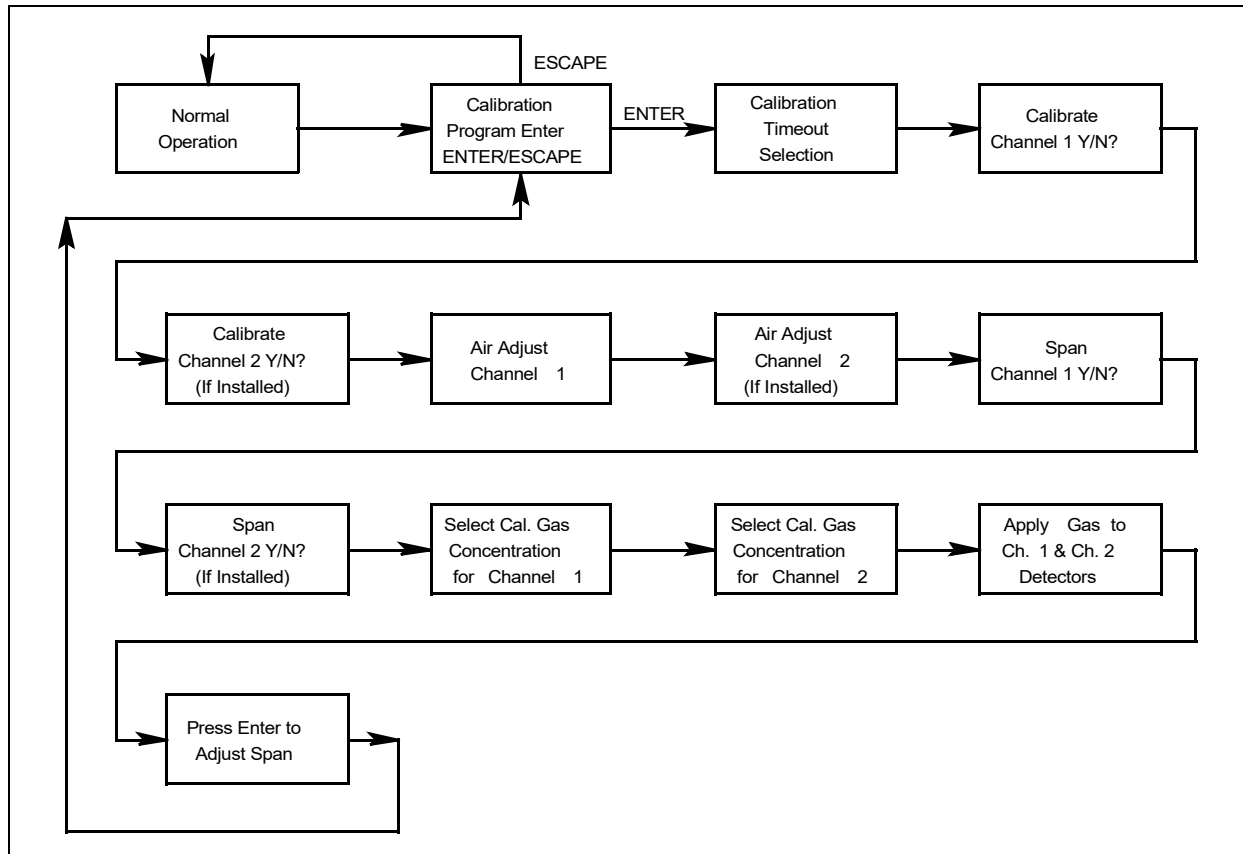 ESCAPE
Normal
Operation
Calibration
Program Enter
ENTER/ESCAPE
ENTER
Calibration
Timeout
Selection
Calibrate
Channel 1 Y/N?
Calibrate
Channel 2 Y/N?
(If Installed)
Air Adjust
Channel 1
Air Adjust
Channel 2
(If Installed)
Span
Channel 1 Y/N?
Span
Channel 2 Y/N?
(If Installed)
Select Cal. Gas
Concentration
for Channel 1
Select Cal. Gas
Concentration
for Channel 2
Apply Gas to
Ch. 1 & Ch. 2
Detectors
Press Enter to
Adjust Span